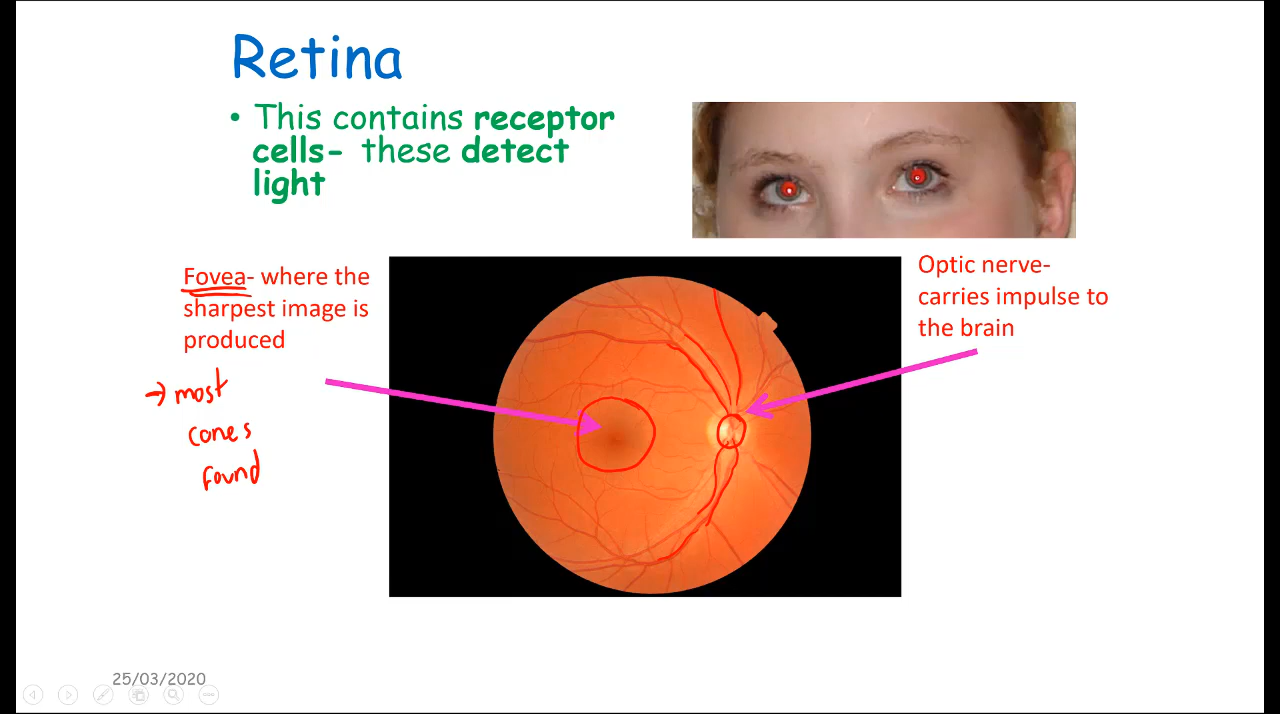 Retina
• This contains receptor
cells- these detect
light
Fovea- where the
sharpest image is
produced
→ most
cones
found
Optic nerve-
carries impulse to
the brain
25/03/2020